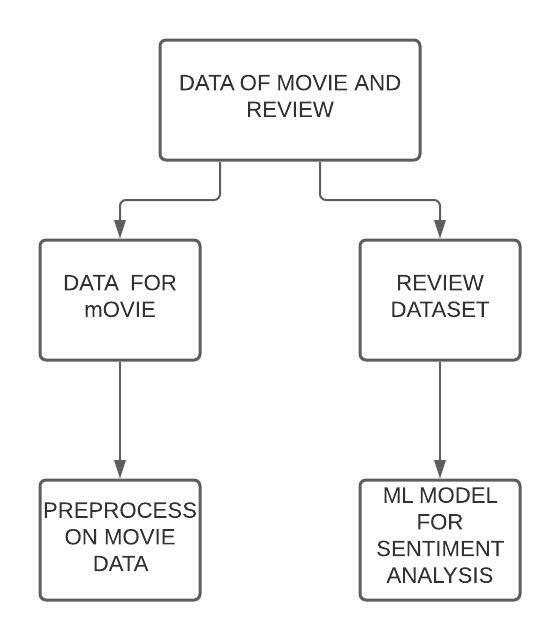 DATA OF MOVIE AND
REVIEW
DATA  FOR
mOVIE
REVIEW
DATASET
PREPROCESS
ON MOVIE
DATA
ML MODEL
FOR
SENTIMENT
ANALYSIS